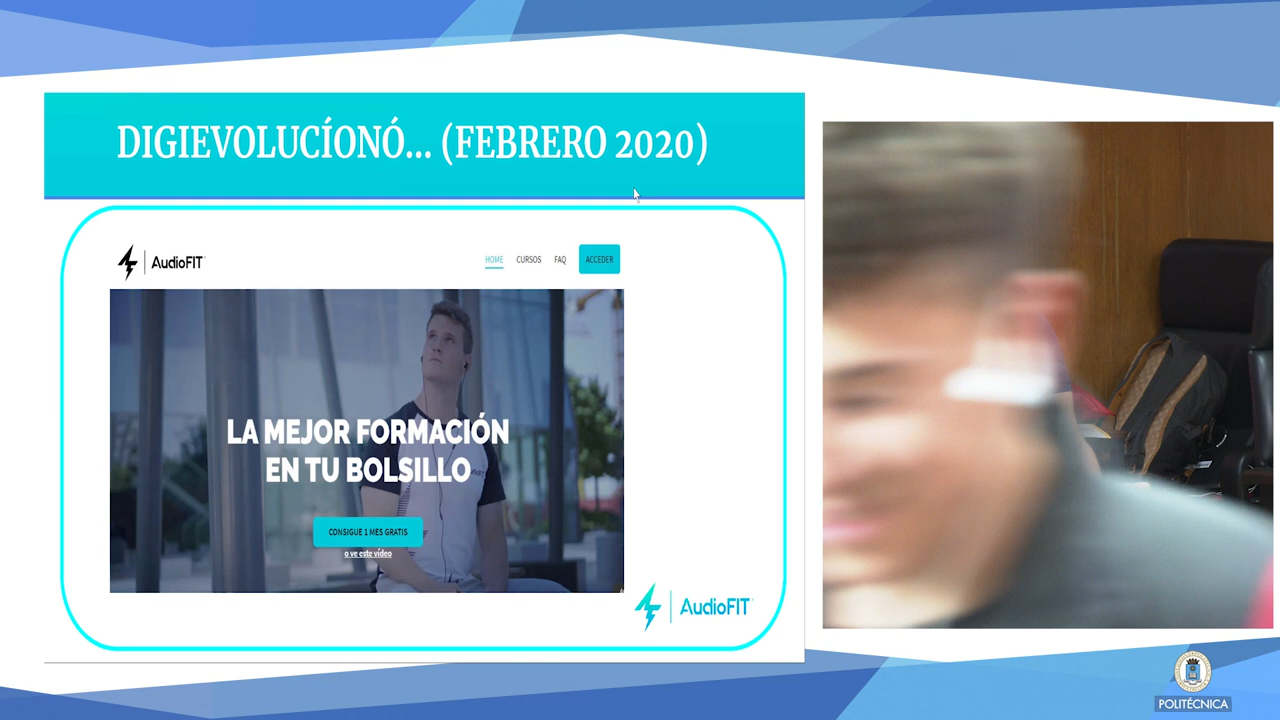 DIGIEVOLUCÍONÓ... (FEBRERO 2020)
AudioFIT
HOME CURSOS FAQ ACCEDER
LA MEJOR FORMACIÓN
EN TU BOLSILLO
CONSIGUE 1 MES GRATIS
o ve este vídeo
AudioFIT
POLITÉCNICA